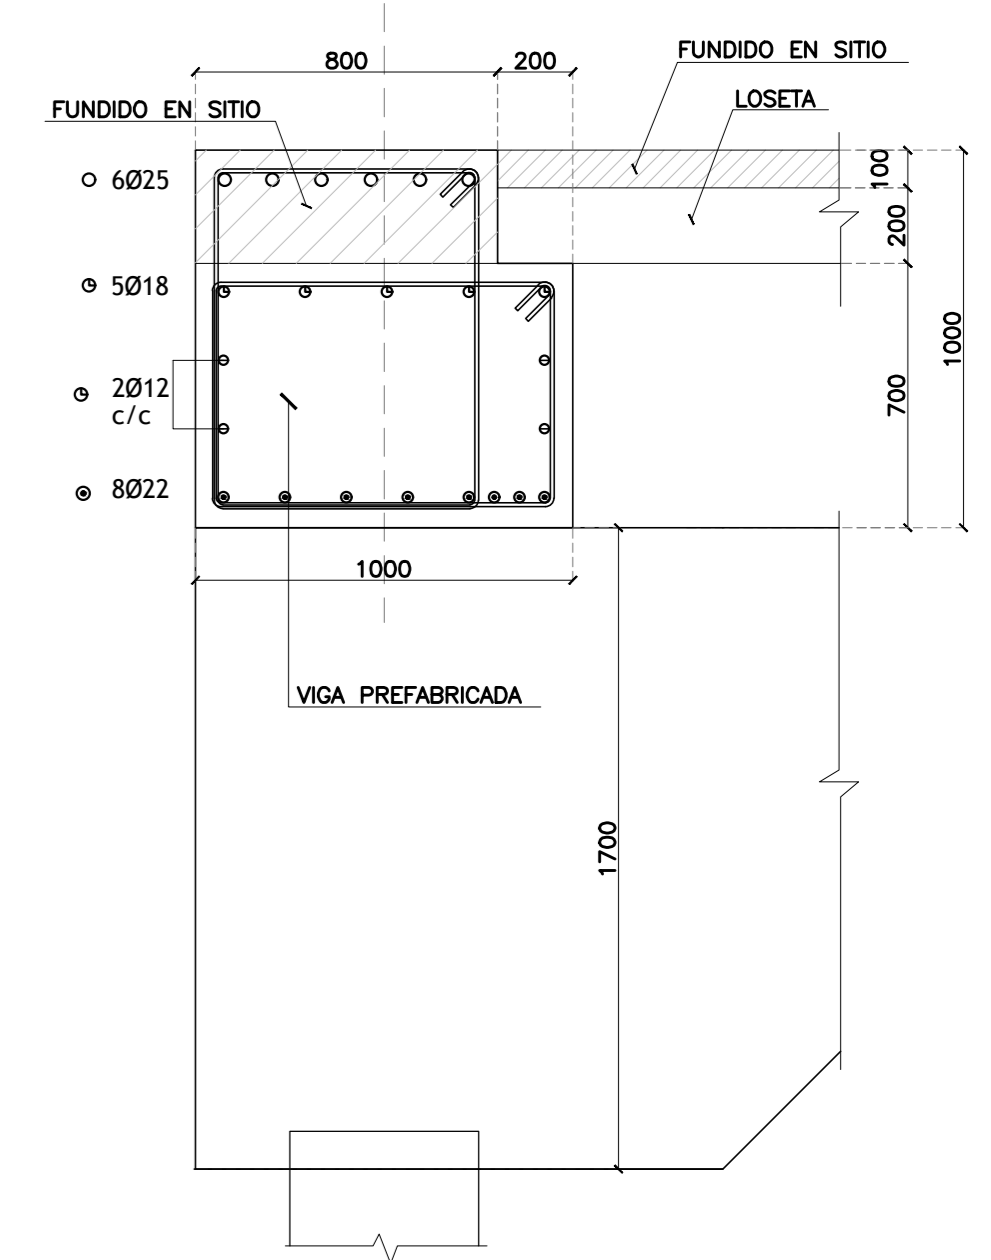 800
200
FUNDIDO EN SITIO
LOSETA
FUNDIDO EN SITIO
6Ø25
100
200
5Ø18
1000
2Ø12
c/c
700
8Ø22
1000
VIGA PREFABRICADA
1700